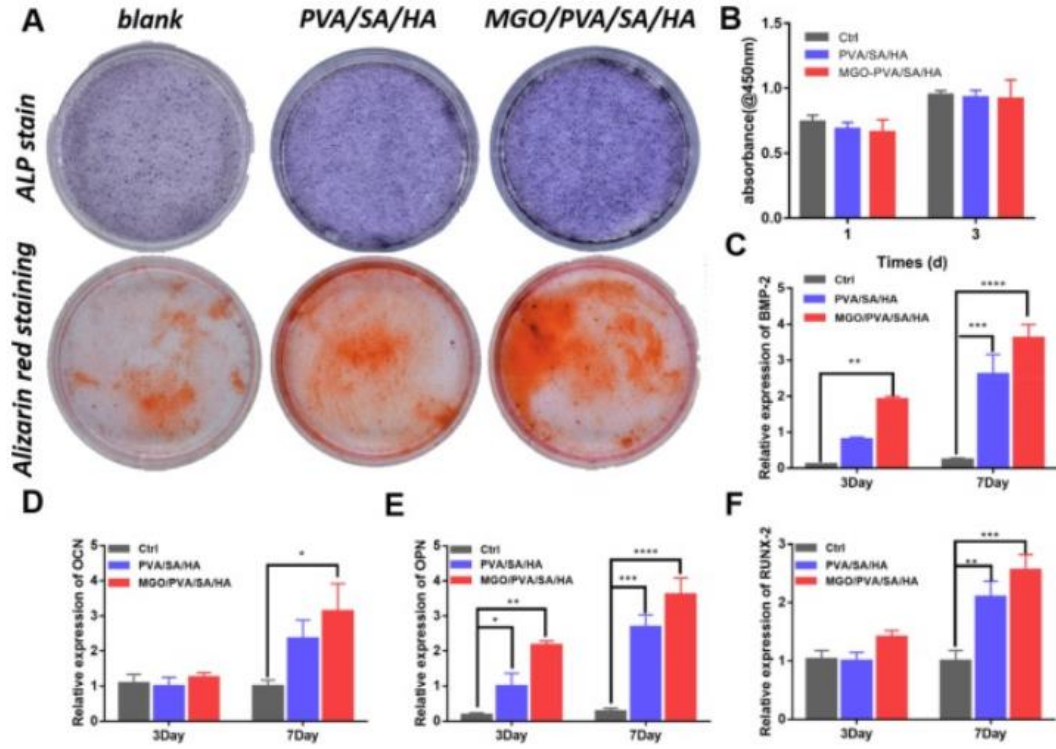 A
blank
PVA/SA/HA
MGO/PVA/SA/HA
ALP stain
Alizarin red staining
B
absorbance(@450nm)
1.5
1.0
0.5
0.0
Ctrl
PVA/SA/HA
MGO-PVA/SA/HA
1
3
Times (d)
C
Relative expression of BMP-2
5
4
3
2
1
0
Ctrl
PVA/SA/HA
MGO/PVA/SA/HA
**
***
****
3Day
7Day
D
Relative expression of OCN
5
4
3
2
1
0
Ctrl
PVA/SA/HA
MGO/PVA/SA/HA
*
3Day
7Day
E
Relative expression of OPN
5
4
3
2
1
0
Ctrl
PVA/SA/HA
MGO/PVA/SA/HA
*
**
***
****
3Day
7Day
F
Relative expression of RUNX-2
3
2
1
0
Ctrl
PVA/SA/HA
MGO/PVA/SA/HA
**
***
3Day
7Day